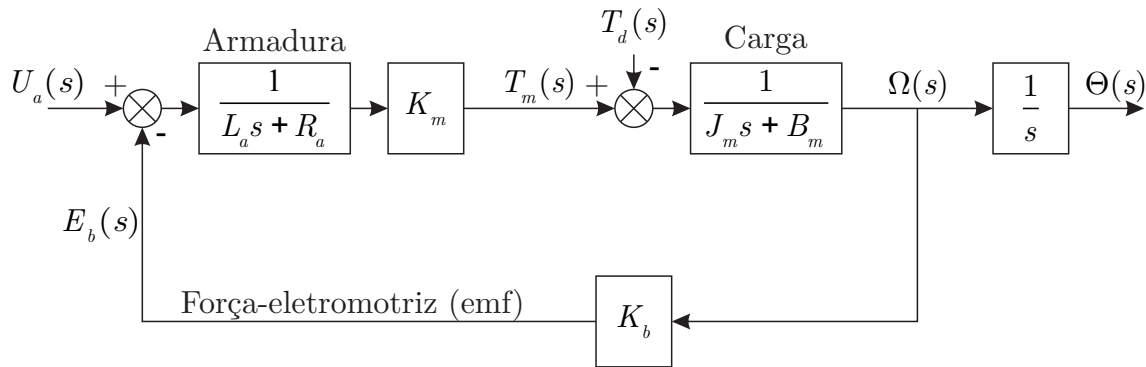 Armadura
T_d(s)
Carga
U_a(s) + - 1/(L_a s + R_a) K_m T_m(s) + - 1/(J_m s + B_m) Ω(s) 1/s Θ(s)
E_b(s)
Força-eletromotriz (emf)
K_b